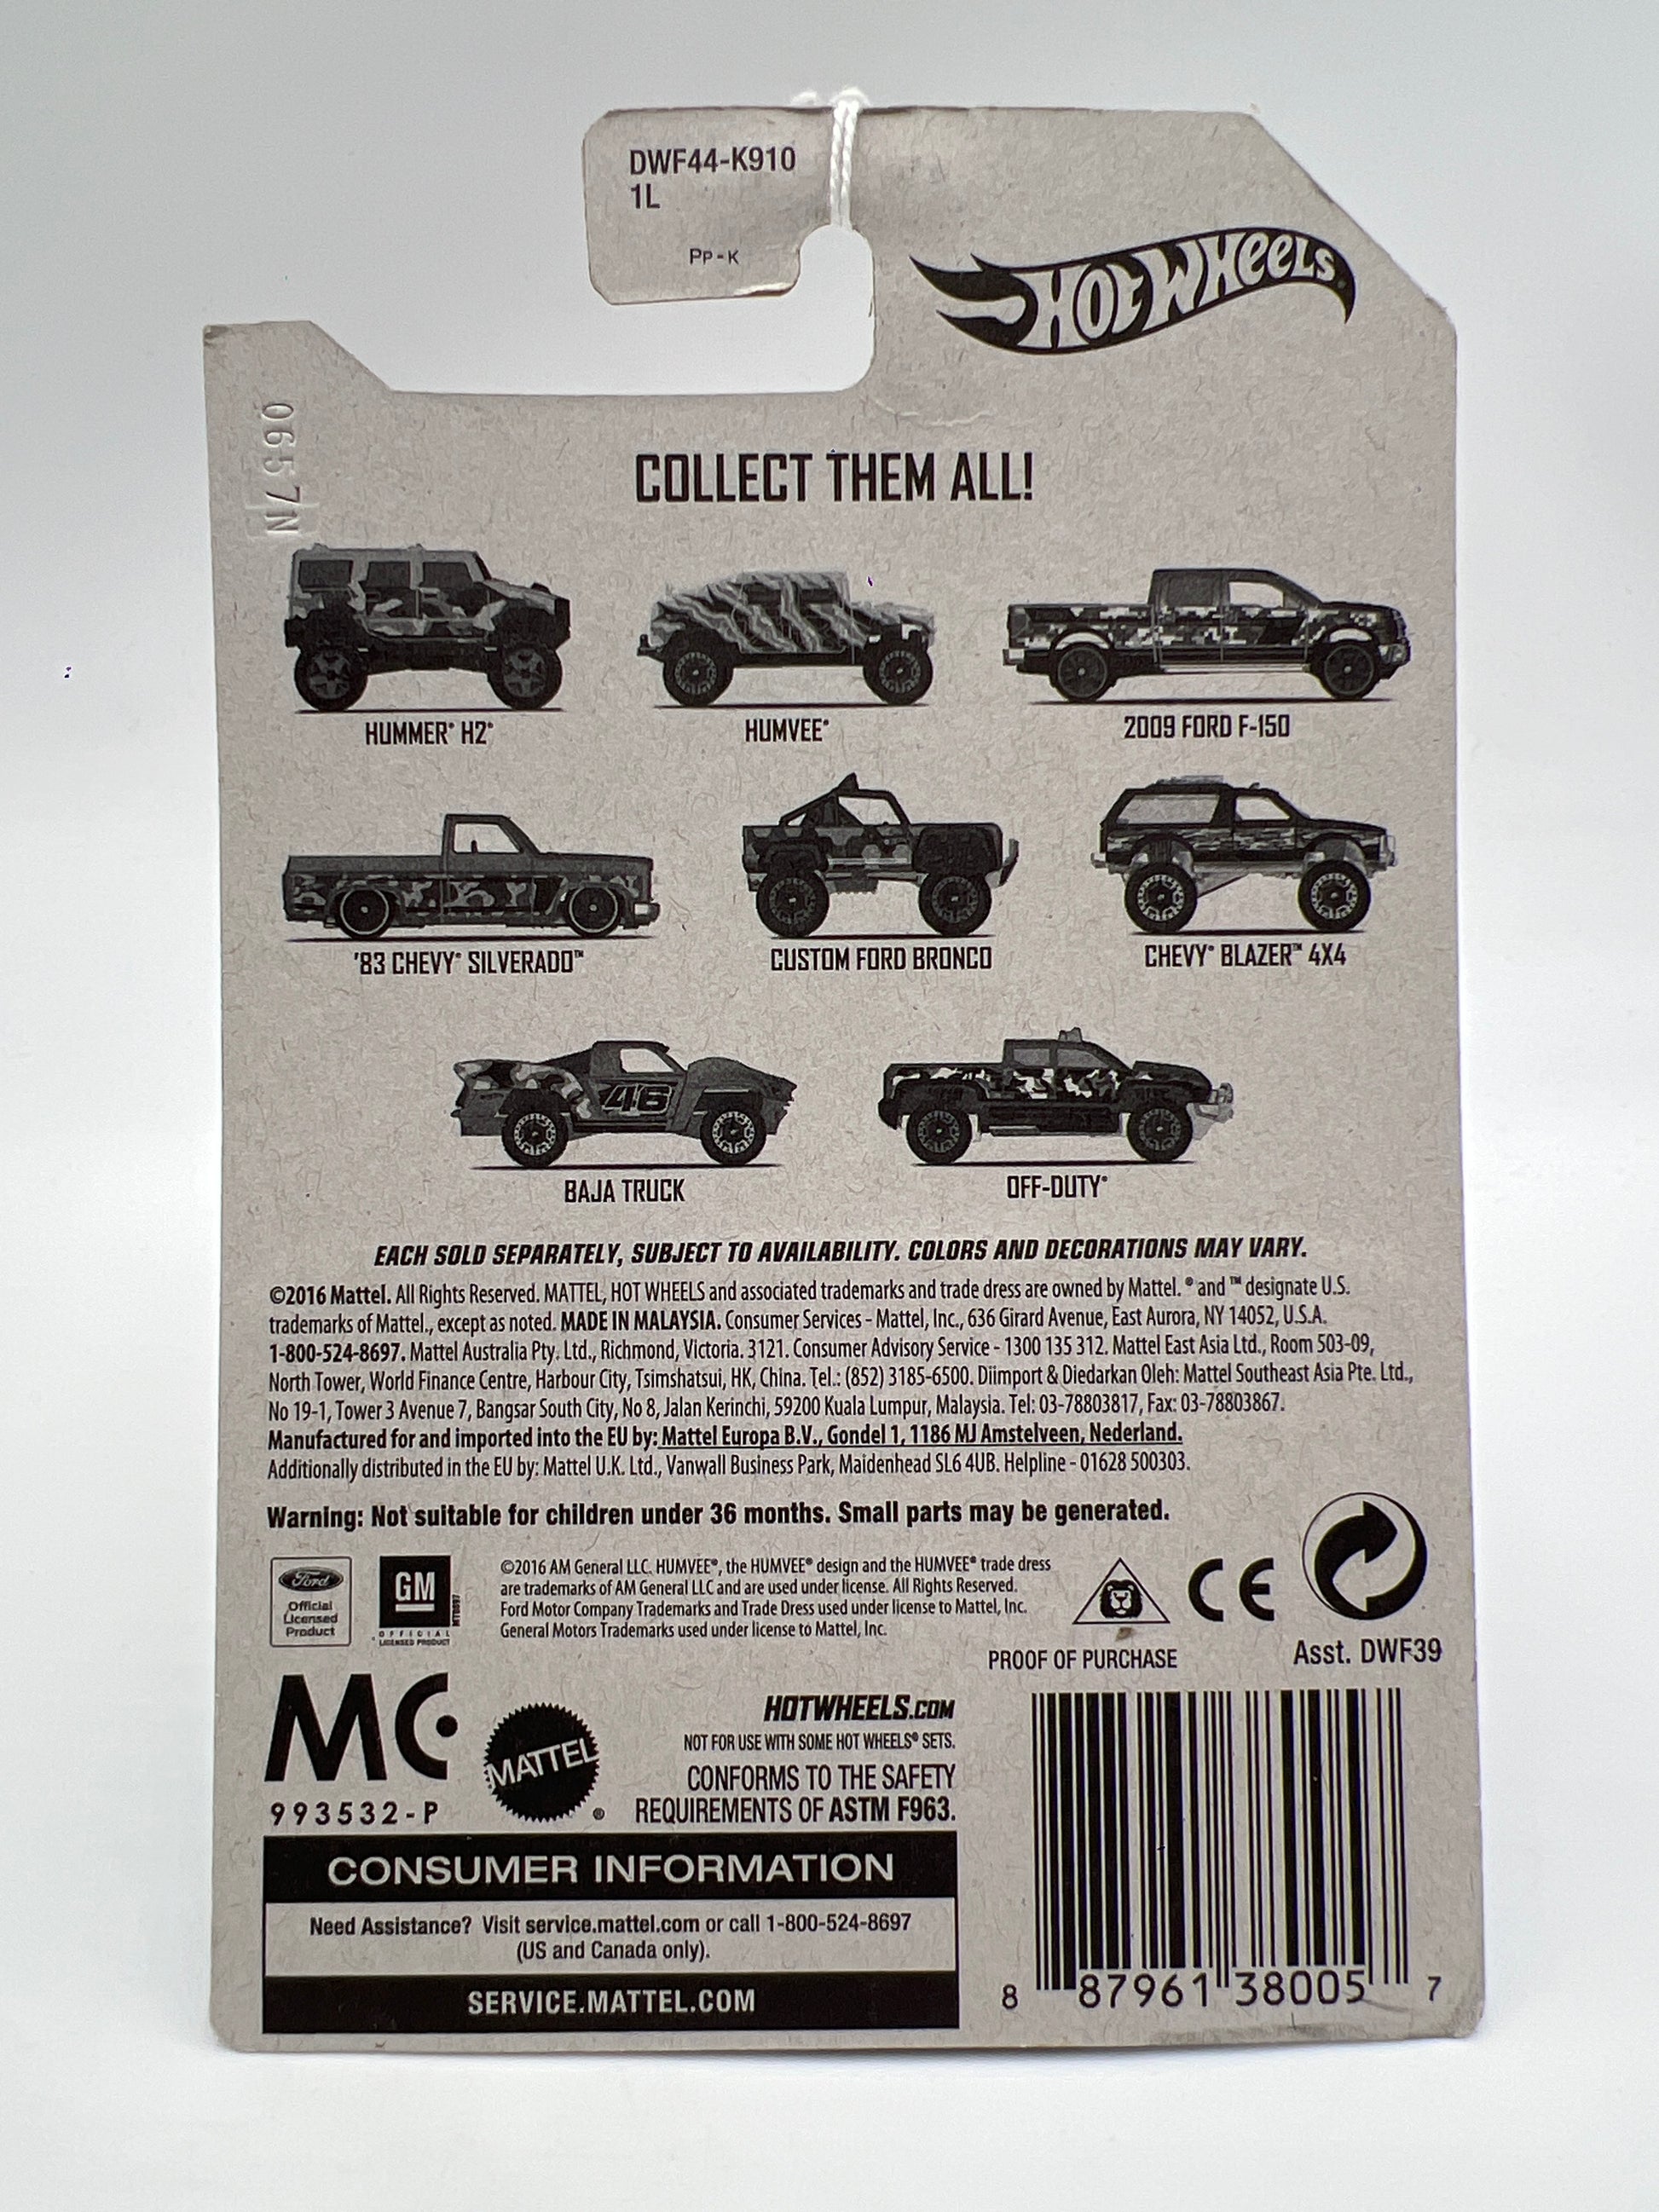 DWF44-K910
1L
Pp-K
HOT WHEELS
0657N
COLLECT THEM ALL!
HUMMER® H2®
HUMVEE®
2009 FORD F-150
'83 CHEVY® SILVERADO™
CUSTOM FORD BRONCO
CHEVY® BLAZER™ 4X4
46
BAJA TRUCK
OFF-DUTY®
EACH SOLD SEPARATELY, SUBJECT TO AVAILABILITY. COLORS AND DECORATIONS MAY VARY.
©2016 Mattel. All Rights Reserved. MATTEL, HOT WHEELS and associated trademarks and trade dress are owned by Mattel. ® and ™ designate U.S.
trademarks of Mattel., except as noted. MADE IN MALAYSIA. Consumer Services - Mattel, Inc., 636 Girard Avenue, East Aurora, NY 14052, U.S.A.
1-800-524-8697. Mattel Australia Pty. Ltd., Richmond, Victoria. 3121. Consumer Advisory Service - 1300 135 312. Mattel East Asia Ltd., Room 503-09,
North Tower, World Finance Centre, Harbour City, Tsimshatsui, HK, China. Tel.: (852) 3185-6500. Diimport & Diedarkan Oleh: Mattel Southeast Asia Pte. Ltd.,
No 19-1, Tower 3 Avenue 7, Bangsar South City, No 8, Jalan Kerinchi, 59200 Kuala Lumpur, Malaysia. Tel: 03-78803817, Fax: 03-78803867.
Manufactured for and imported into the EU by: Mattel Europa B.V., Gondel 1, 1186 MJ Amstelveen, Nederland.
Additionally distributed in the EU by: Mattel U.K. Ltd., Vanwall Business Park, Maidenhead SL6 4UB. Helpline - 01628 500303.
Warning: Not suitable for children under 36 months. Small parts may be generated.
Ford
Official
Licensed
Product
GM
OFFICIAL
LICENSED PRODUCT
©2016 AM General LLC. HUMVEE®, the HUMVEE® design and the HUMVEE® trade dress
are trademarks of AM General LLC and are used under license. All Rights Reserved.
Ford Motor Company Trademarks and Trade Dress used under license to Mattel, Inc.
General Motors Trademarks used under license to Mattel, Inc.
CE
PROOF OF PURCHASE
Asst. DWF39
MC
993532-P
MATTEL®
HOTWHEELS.COM
NOT FOR USE WITH SOME HOT WHEELS® SETS.
CONFORMS TO THE SAFETY
REQUIREMENTS OF ASTM F963.
CONSUMER INFORMATION
Need Assistance? Visit service.mattel.com or call 1-800-524-8697
(US and Canada only).
SERVICE.MATTEL.COM
8 87961 38005 7